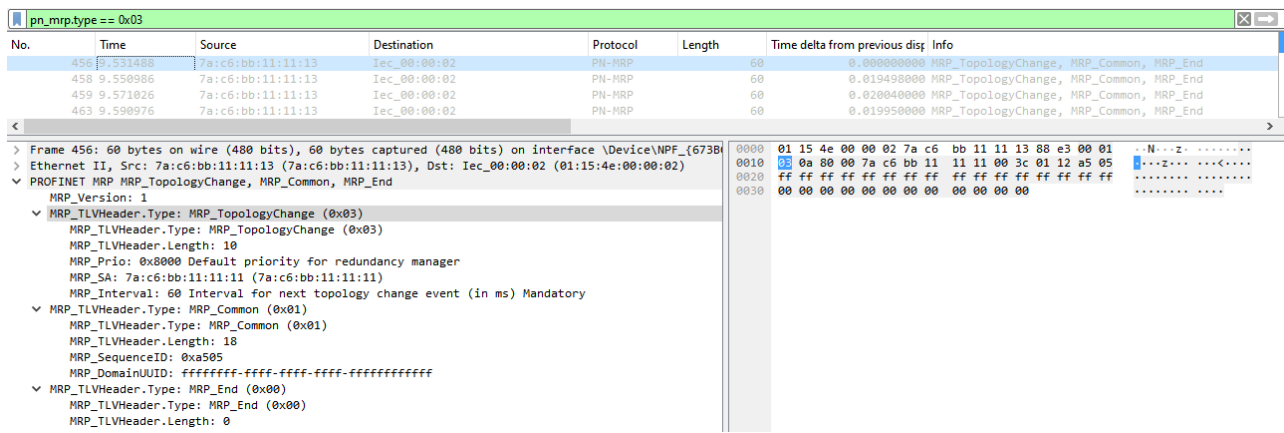 pn_mrp.type == 0x03
No. Time Source Destination Protocol Length Time delta from previous disp Info
456 9.531488 7a:c6:bb:11:11:13 Iec_00:00:02 PN-MRP 60 0.000000000 MRP_TopologyChange, MRP_Common, MRP_End
458 9.550986 7a:c6:bb:11:11:13 Iec_00:00:02 PN-MRP 60 0.019498000 MRP_TopologyChange, MRP_Common, MRP_End
459 9.571026 7a:c6:bb:11:11:13 Iec_00:00:02 PN-MRP 60 0.020040000 MRP_TopologyChange, MRP_Common, MRP_End
463 9.590976 7a:c6:bb:11:11:13 Iec_00:00:02 PN-MRP 60 0.019950000 MRP_TopologyChange, MRP_Common, MRP_End
Frame 456: 60 bytes on wire (480 bits), 60 bytes captured (480 bits) on interface \Device\NPF_{673B
Ethernet II, Src: 7a:c6:bb:11:11:13 (7a:c6:bb:11:11:13), Dst: Iec_00:00:02 (01:15:4e:00:00:02)
PROFINET MRP MRP_TopologyChange, MRP_Common, MRP_End
MRP_Version: 1
MRP_TLVHeader.Type: MRP_TopologyChange (0x03)
MRP_TLVHeader.Type: MRP_TopologyChange (0x03)
MRP_TLVHeader.Length: 10
MRP_Prio: 0x8000 Default priority for redundancy manager
MRP_SA: 7a:c6:bb:11:11:11 (7a:c6:bb:11:11:11)
MRP_Interval: 60 Interval for next topology change event (in ms) Mandatory
MRP_TLVHeader.Type: MRP_Common (0x01)
MRP_TLVHeader.Type: MRP_Common (0x01)
MRP_TLVHeader.Length: 18
MRP_SequenceID: 0xa505
MRP_DomainUUID: ffffffff-ffff-ffff-ffff-ffffffffffff
MRP_TLVHeader.Type: MRP_End (0x00)
MRP_TLVHeader.Type: MRP_End (0x00)
MRP_TLVHeader.Length: 0
0000 01 15 4e 00 00 02 7a c6 bb 11 11 13 88 e3 00 01 ··N···z· ········
0010 03 0a 80 00 7a c6 bb 11 11 11 00 3c 01 12 a5 05 ····z··· ···<····
0020 ff ff ff ff ff ff ff ff ff ff ff ff ff ff ff ff ········ ········
0030 00 00 00 00 00 00 00 00 00 00 00 00 ········ ····